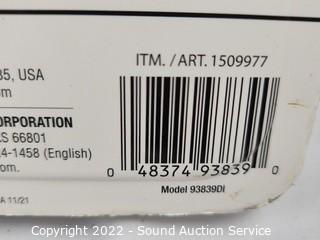 ITM. /ART. 1509977
35, USA
m
ORPORATION
S 66801
4-1458 (English)
om.
A 11/21
0 48374 93839 0
Model 93839DI
Copyright 2022 - Sound Auction Service